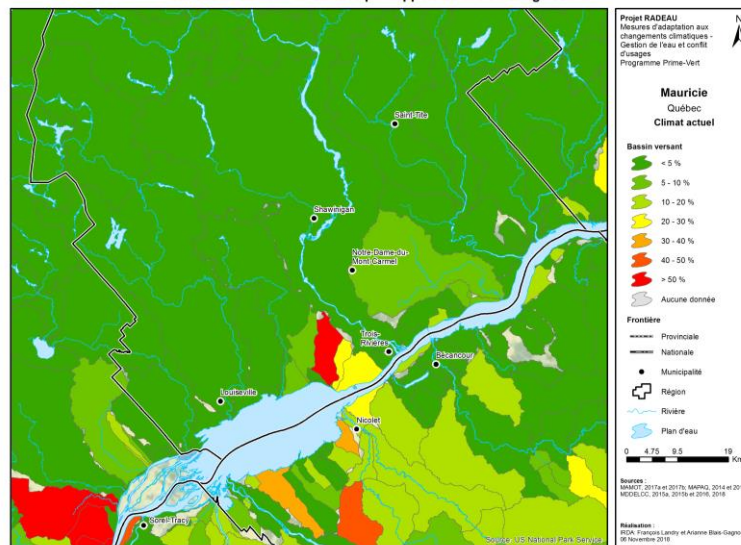 Projet RADEAU
Mesures d'adaptation aux
changements climatiques -
Gestion de l'eau et conflit
d'usages
Programme Prime-Vert
N
Mauricie
Québec
Climat actuel
Bassin versant
< 5 %
5 - 10 %
10 - 20 %
20 - 30 %
30 - 40 %
40 - 50 %
> 50 %
Aucune donnée
Frontière
Provinciale
Nationale
Municipalité
Région
Rivière
Plan d'eau
0 4.75 9.5 19
Km
Sources :
MAMOT, 2017a et 2017b; MAPAQ, 2014 et 201
MDDELCC, 2015a, 2015b et 2016, 2018
Réalisation :
IRDA: François Landry et Arianne Blais-Gagnon
06 Novembre 2018
Saint-Tite
Shawinigan
Notre-Dame-du-
Mont-Carmel
Trois-
Rivières
Bécancour
Louiseville
Nicolet
Sorel-Tracy
Source: US National Park Service